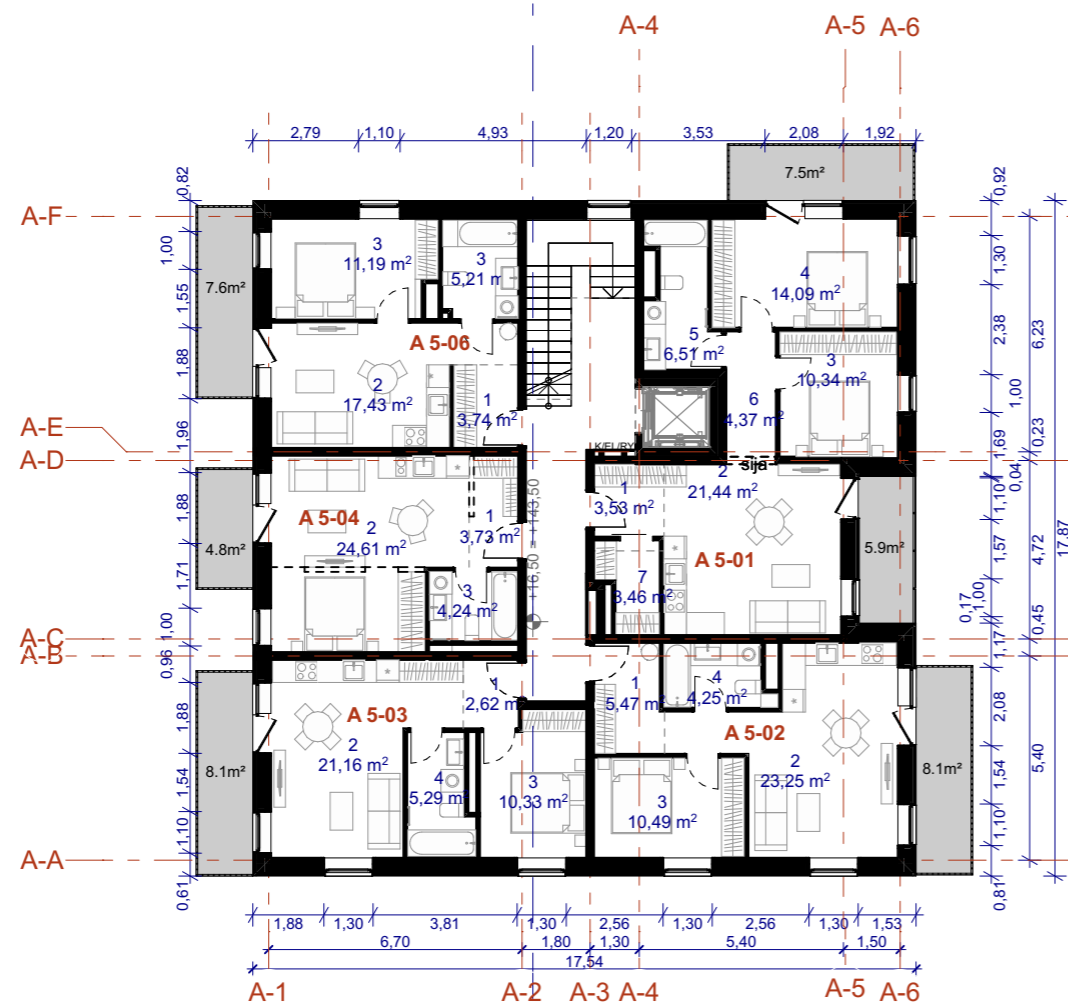 A-4
A-5
A-6
2,79
1,10
4,93
1,20
3,53
2,08
1,92
7.5m²
0,82
0,92
A-F
3
11,19 m²
3
5,21 m²
4
14,09 m²
1,00
1,30
1,55
7.6m²
5
6,51 m²
2,38
6,23
17,87
A 5-06
3
10,34 m²
1,88
2
17,43 m²
1
3,74 m²
6
4,37 m²
1,00
A-E
1,96
K/EL/RY
1,69
0,23
A-D
sija
0,04
2
21,44 m²
1,10
1
3,53 m²
1,88
A 5-04
2
24,61 m²
1
3,73 m²
+16,50 = +143,50
A 5-01
5.9m²
4.8m²
1,57
4,72
1,71
3
4,24 m²
7
3,46 m²
1,00
0,17
1,00
0,45
A-C
A-B
0,96
1,17
1
2,62 m²
1
5,47 m²
4
4,25 m²
A 5-03
A 5-02
1,88
2,08
2
21,16 m²
2
23,25 m²
8.1m²
8.1m²
5,40
1,54
1,54
4
5,29 m²
3
10,33 m²
3
10,49 m²
1,10
1,10
A-A
0,61
0,81
1,88
1,30
3,81
1,30
2,56
1,30
2,56
1,30
1,53
6,70
1,80
1,30
5,40
1,50
17,54
A-1
A-2
A-3
A-4
A-5
A-6